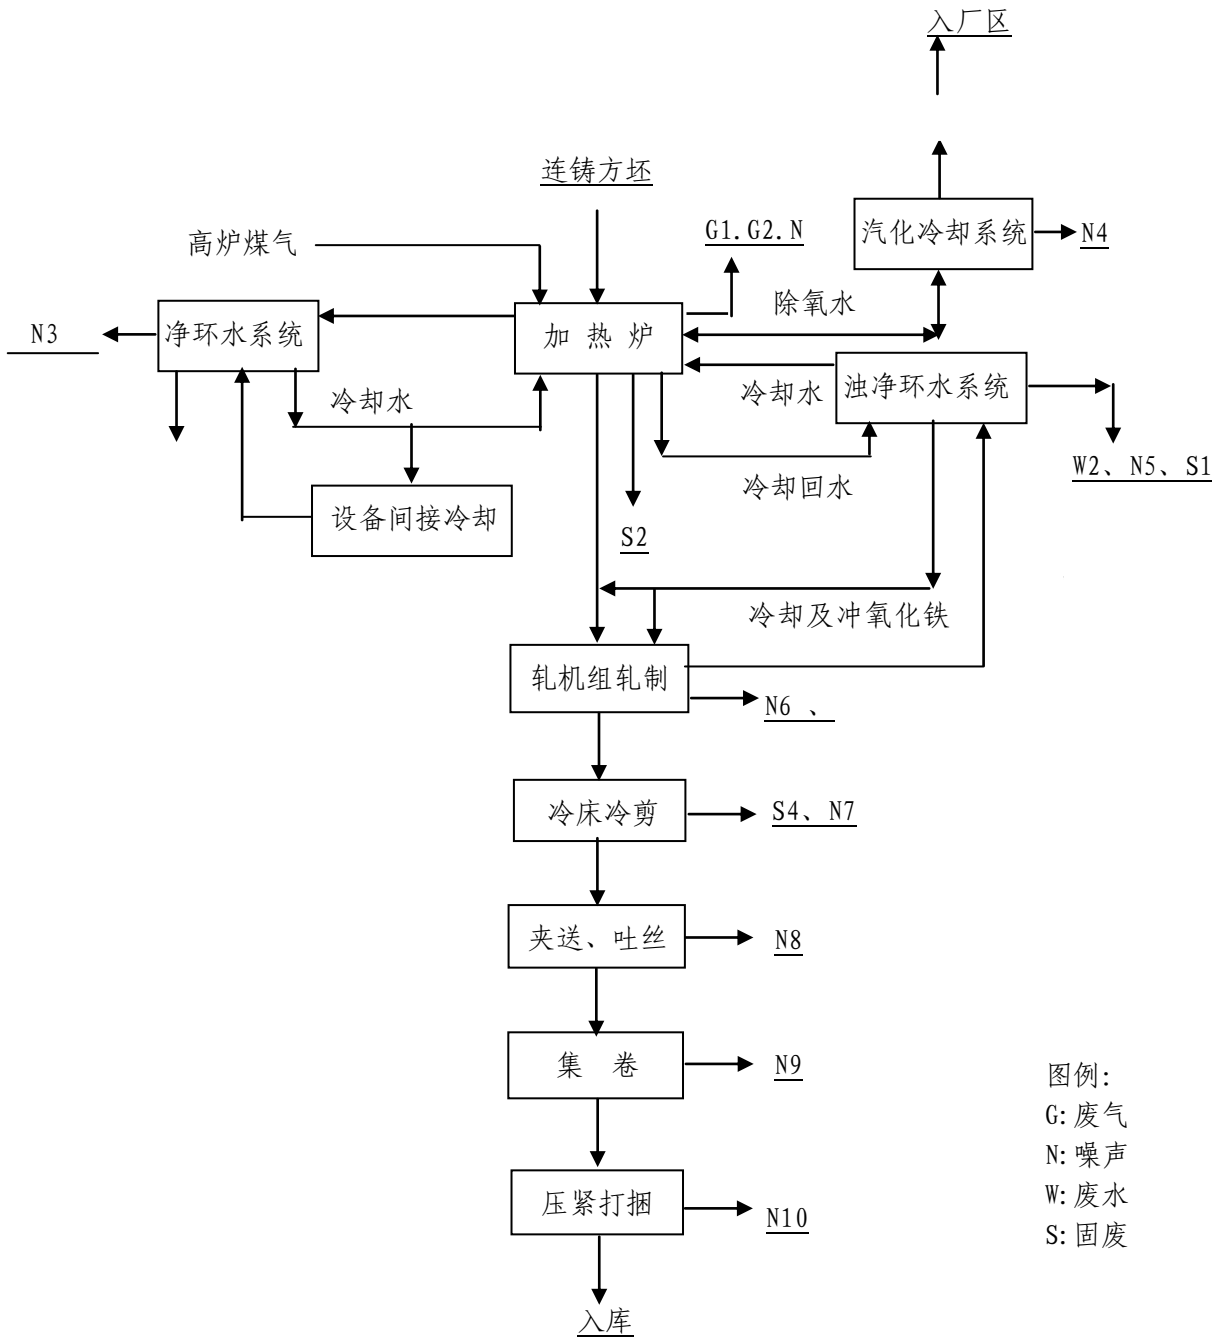 入厂区
连铸方坯
高炉煤气
G1.G2.N
汽化冷却系统
N4
除氧水
N3
净环水系统
加 热 炉
冷却水
冷却水
浊净环水系统
冷却回水
W2、N5、S1
设备间接冷却
S2
冷却及冲氧化铁
轧机组轧制
N6 、
冷床冷剪
S4、N7
夹送、吐丝
N8
集 卷
N9
压紧打捆
N10
入库
图例:
G:废气
N:噪声
W:废水
S:固废